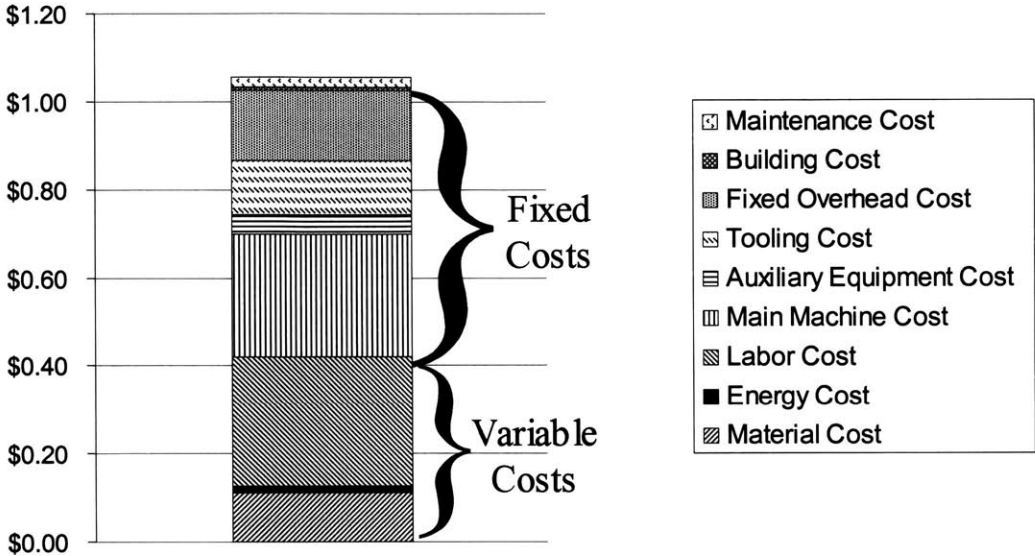 $1.20
$1.00
$0.80
$0.60
$0.40
$0.20
$0.00
Fixed
Costs
Variable
Costs
Maintenance Cost
Building Cost
Fixed Overhead Cost
Tooling Cost
Auxiliary Equipment Cost
Main Machine Cost
Labor Cost
Energy Cost
Material Cost